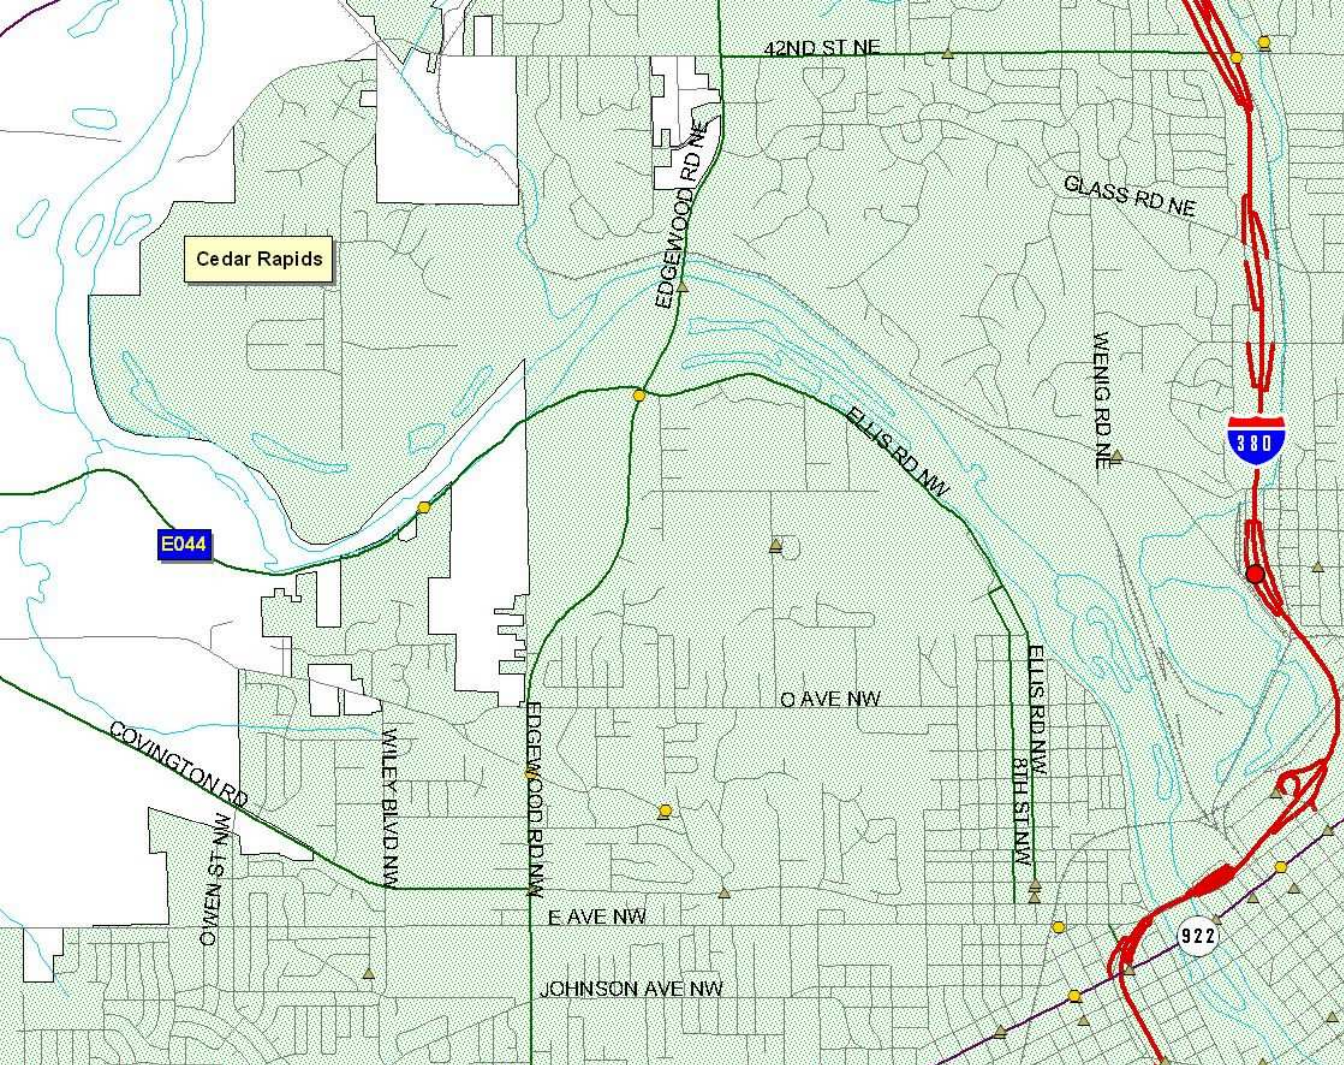 42ND ST NE
EDGEWOOD RD NE
GLASS RD NE
Cedar Rapids
WENIG RD NE
ELLIS RD NW
380
E044
O AVE NW
ELLIS RD NW
COVINGTON RD
WILEY BLVD NW
EDGEWOOD RD NW
8TH ST NW
OWEN ST NW
E AVE NW
922
JOHNSON AVE NW